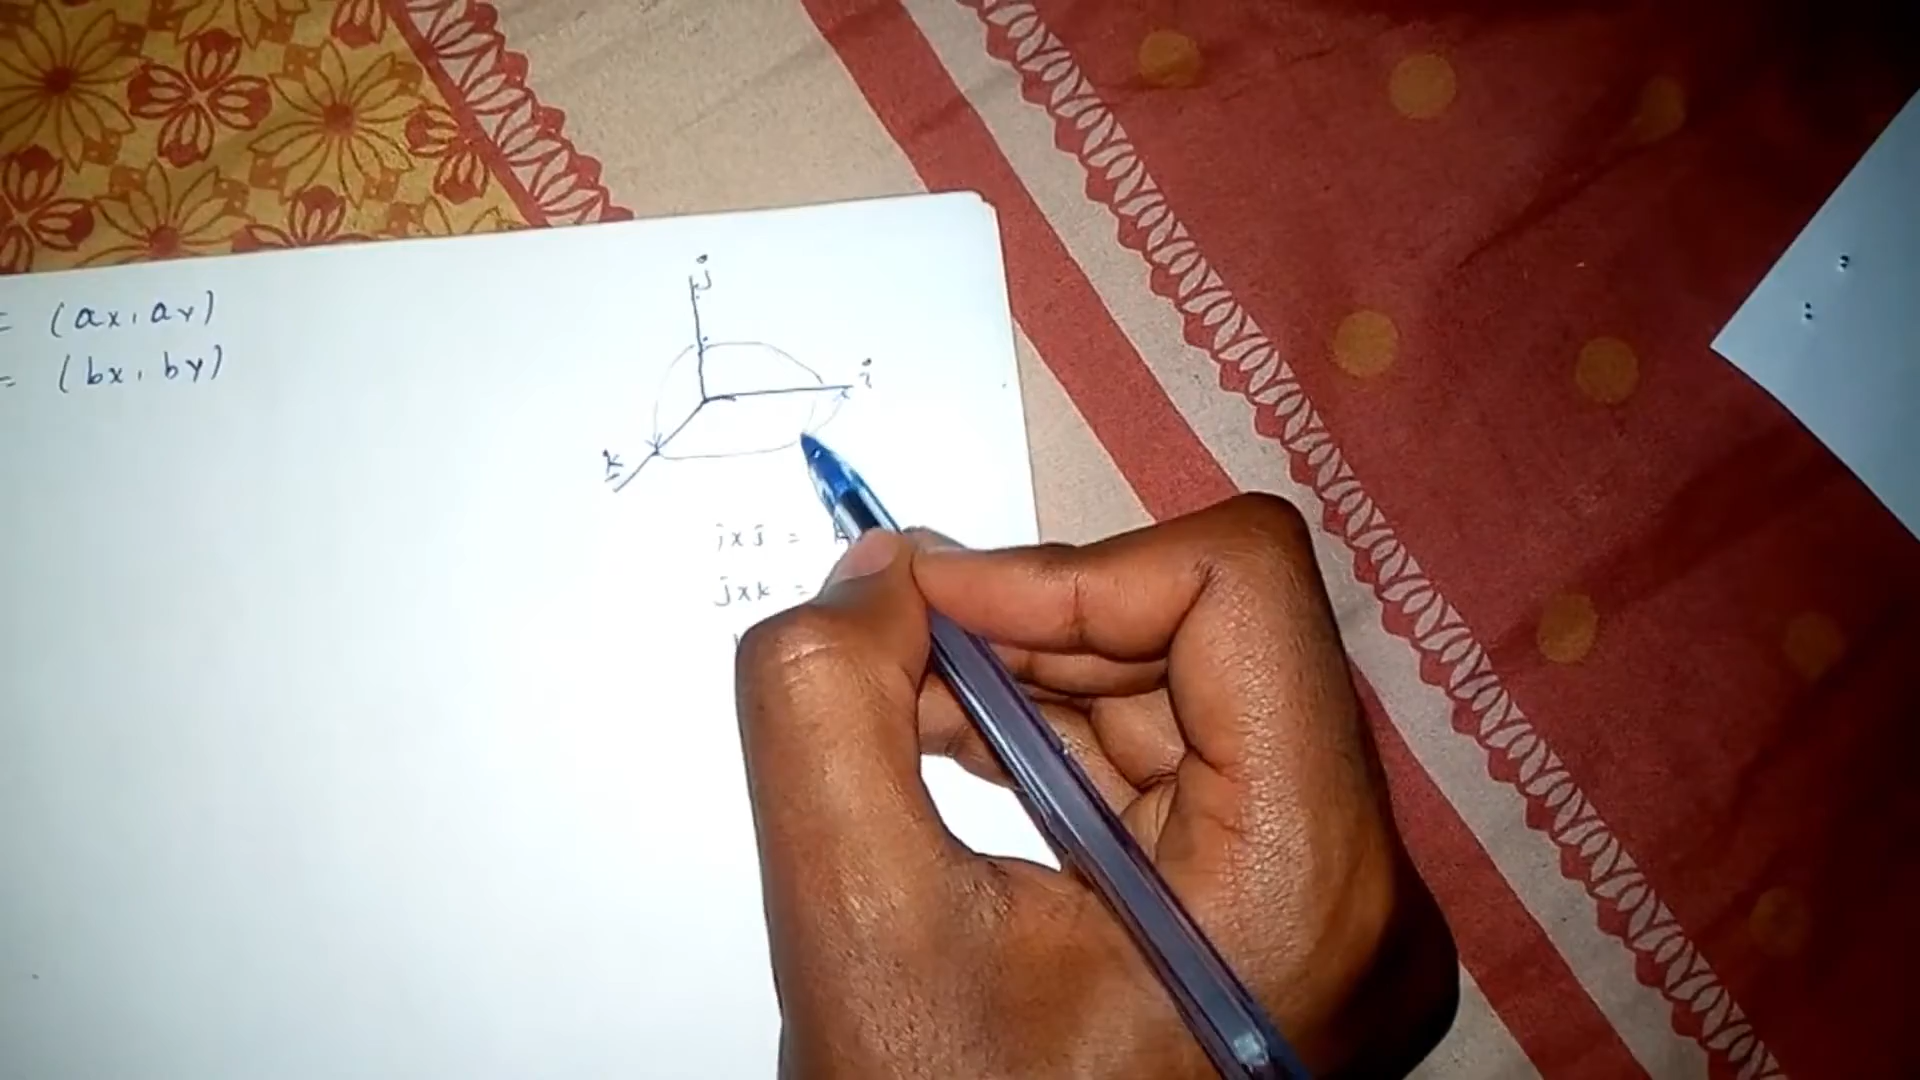 = (ax, ay)
= (bx, by)
j
i
k
i x j =
j x k =